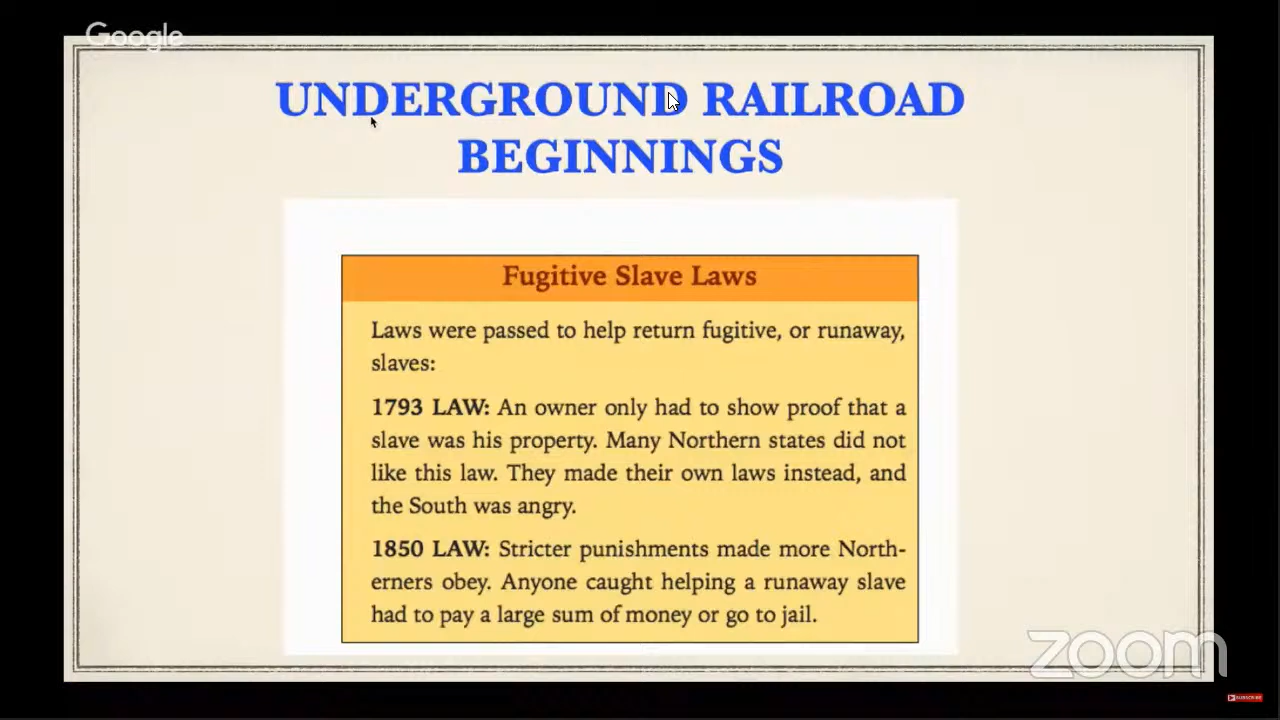 Google
UNDERGROUND RAILROAD
BEGINNINGS
Fugitive Slave Laws
Laws were passed to help return fugitive, or runaway,
slaves:
1793 LAW: An owner only had to show proof that a
slave was his property. Many Northern states did not
like this law. They made their own laws instead, and
the South was angry.
1850 LAW: Stricter punishments made more North-
erners obey. Anyone caught helping a runaway slave
had to pay a large sum of money or go to jail.
zoom
SUBSCRIBE